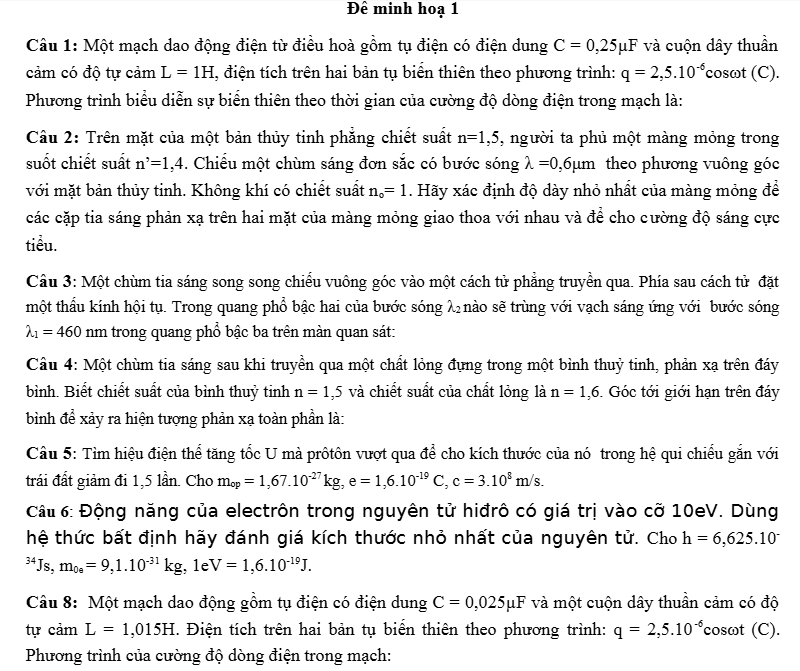 Đề minh hoạ 1
Câu 1: Một mạch dao động điện từ điều hoà gồm tụ điện có điện dung C = 0,25μF và cuộn dây thuần
cảm có độ tự cảm L = 1H, điện tích trên hai bản tụ biến thiên theo phương trình: q = 2,5.10⁻⁶cosωt (C).
Phương trình biểu diễn sự biến thiên theo thời gian của cường độ dòng điện trong mạch là:
Câu 2: Trên mặt của một bản thủy tinh phẳng chiết suất n=1,5, người ta phủ một màng mỏng trong
suốt chiết suất n’=1,4. Chiếu một chùm sáng đơn sắc có bước sóng λ =0,6μm theo phương vuông góc
với mặt bản thủy tinh. Không khí có chiết suất nₒ= 1. Hãy xác định độ dày nhỏ nhất của màng mỏng để
các cặp tia sáng phản xạ trên hai mặt của màng mỏng giao thoa với nhau và để cho cường độ sáng cực
tiểu.
Câu 3: Một chùm tia sáng song song chiếu vuông góc vào một cách tử phẳng truyền qua. Phía sau cách tử đặt
một thấu kính hội tụ. Trong quang phổ bậc hai của bước sóng λ₂ nào sẽ trùng với vạch sáng ứng với bước sóng
λ₁ = 460 nm trong quang phổ bậc ba trên màn quan sát:
Câu 4: Một chùm tia sáng sau khi truyền qua một chất lỏng đựng trong một bình thuỷ tinh, phản xạ trên đáy
bình. Biết chiết suất của bình thuỷ tinh n = 1,5 và chiết suất của chất lỏng là n = 1,6. Góc tới giới hạn trên đáy
bình để xảy ra hiện tượng phản xạ toàn phần là:
Câu 5: Tìm hiệu điện thế tăng tốc U mà prôtôn vượt qua để cho kích thước của nó trong hệ qui chiếu gắn với
trái đất giảm đi 1,5 lần. Cho mₒₚ = 1,67.10⁻²⁷ kg, e = 1,6.10⁻¹⁹ C, c = 3.10⁸ m/s.
Câu 6: Động năng của electrôn trong nguyên tử hiđrô có giá trị vào cỡ 10eV. Dùng
hệ thức bất định hãy đánh giá kích thước nhỏ nhất của nguyên tử. Cho h = 6,625.10⁻
³⁴Js, mₒₑ = 9,1.10⁻³¹ kg, 1eV = 1,6.10⁻¹⁹J.
Câu 8: Một mạch dao động gồm tụ điện có điện dung C = 0,025μF và một cuộn dây thuần cảm có độ
tự cảm L = 1,015H. Điện tích trên hai bản tụ biến thiên theo phương trình: q = 2,5.10⁻⁶cosωt (C).
Phương trình của cường độ dòng điện trong mạch: